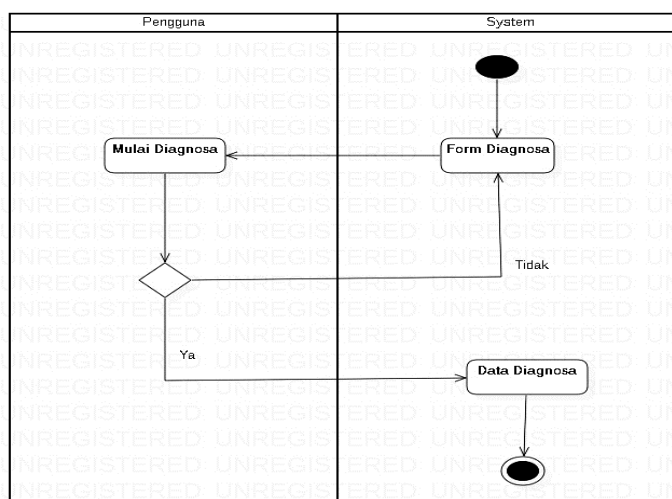 Pengguna
System
Mulai Diagnosa
Form Diagnosa
Tidak
Ya
Data Diagnosa
UNREGISTERED